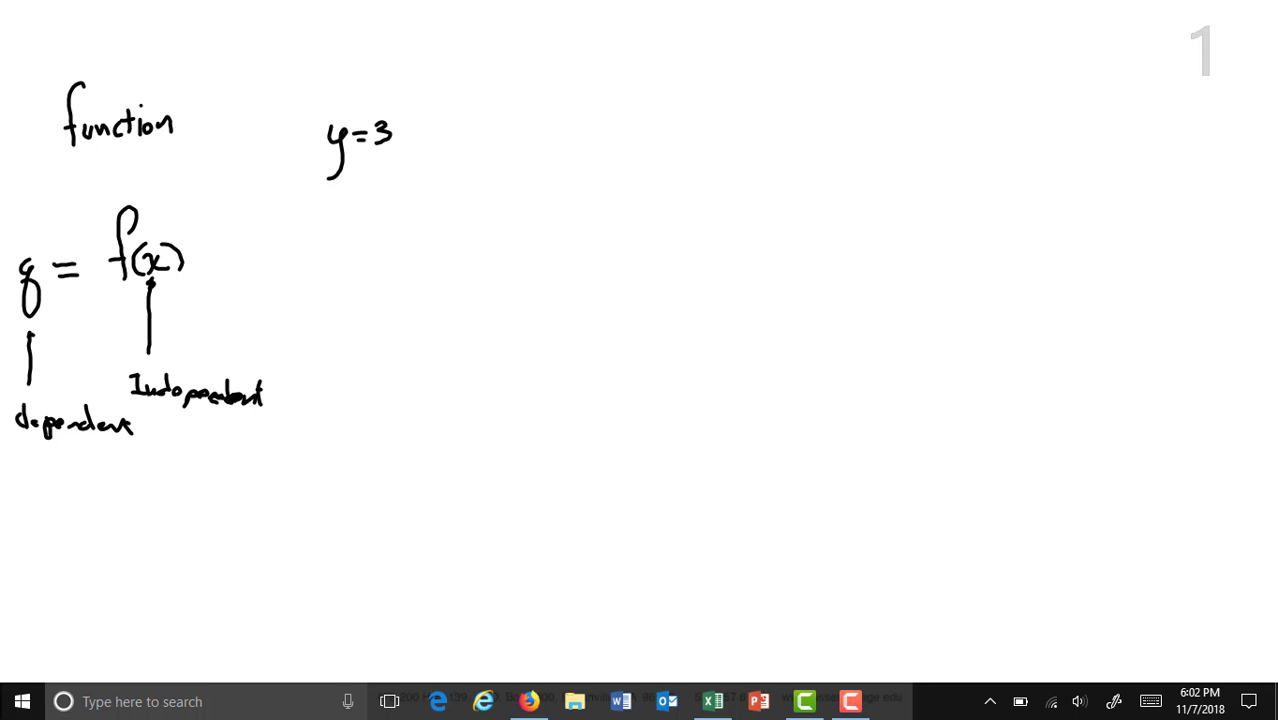 1
function
y=3
y = f(x)
Independent
dependent
Type here to search
6:02 PM
11/7/2018